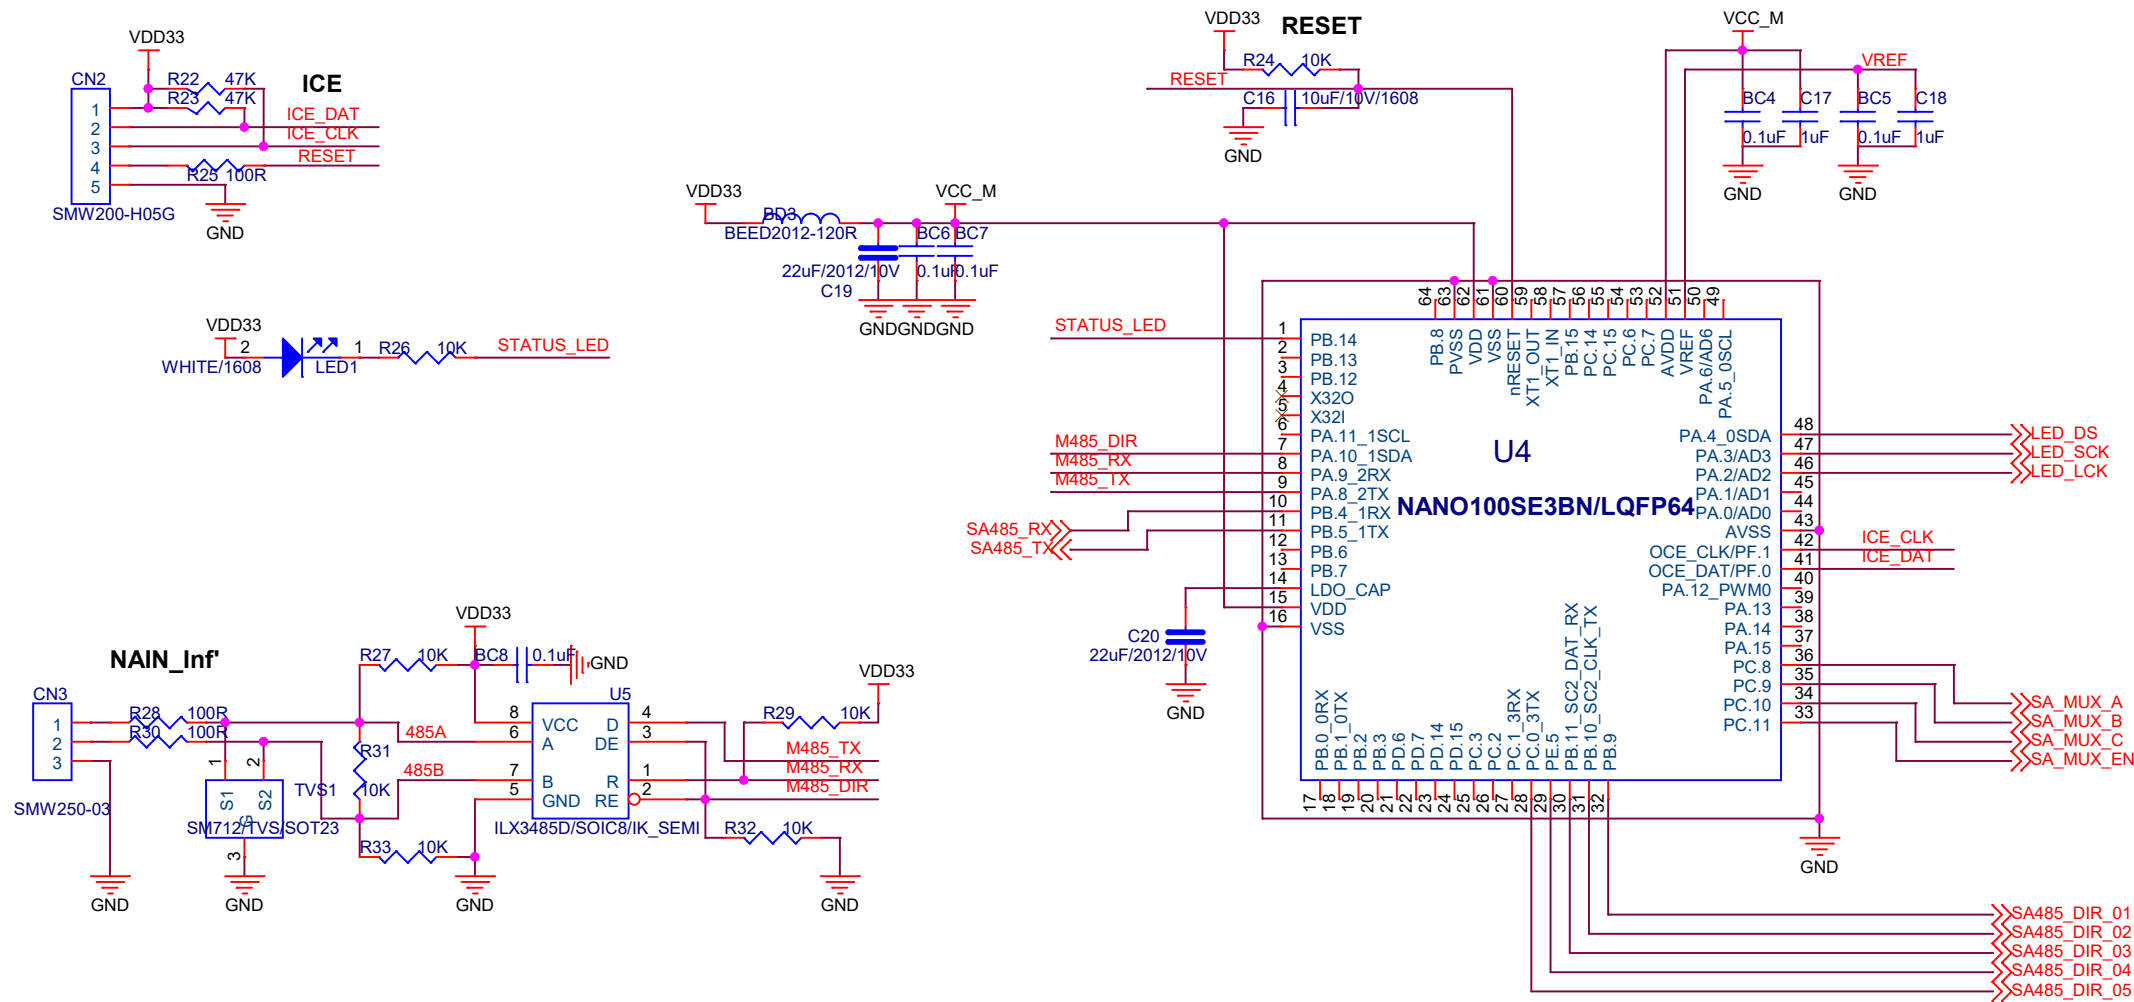 VDD33
CN2
R22 47K
R23 47K
ICE
1
2
3
4
5
ICE_DAT
ICE_CLK
RESET
R25 100R
SMW200-H05G
GND
VDD33
RESET
R24 10K
RESET
C16 10uF/10V/1608
GND
VCC_M
VREF
BC4 C17 BC5 C18
0.1uF 1uF 0.1uF 1uF
GND GND
VDD33
BD3
BEED2012-120R
VCC_M
BC6 BC7
22uF/2012/10V 0.1uF 0.1uF
C19
GND GND GND
VDD33
2 1
WHITE/1608 LED1
R26 10K
STATUS_LED
STATUS_LED
M485_DIR
M485_RX
M485_TX
SA485_RX
SA485_TX
C20
22uF/2012/10V
GND
U4
NANO100SE3BN/LQFP64
1 PB.14
2 PB.13
3 PB.12
4 X32O
5 X32I
6 PA.11_1SCL
7 PA.10_1SDA
8 PA.9_2RX
9 PA.8_2TX
10 PB.4_1RX
11 PB.5_1TX
12 PB.6
13 PB.7
14 LDO_CAP
15 VDD
16 VSS
64 PB.8
63 PVSS
62 VDD
61 VSS
60 nRESET
59 XT1_OUT
58 XT1_IN
57 PB.15
56 PC.14
55 PC.15
54 PC.6
53 PC.7
52 AVDD
51 VREF
50 PA.6/AD6
49 PA.5_0SCL
PA.4_0SDA 48
PA.3/AD3 47
PA.2/AD2 46
PA.1/AD1 45
PA.0/AD0 44
AVSS 43
OCE_CLK/PF.1 42
OCE_DAT/PF.0 41
PA.12_PWM0 40
PA.13 39
PA.14 38
PA.15 37
PC.8 36
PC.9 35
PC.10 34
PC.11 33
17 PB.0_0RX
18 PB.1_0TX
19 PB.2
20 PB.3
21 PD.6
22 PD.7
23 PD.14
24 PD.15
25 PC.3
26 PC.2
27 PC.1_3RX
28 PC.0_3TX
29 PE.5
30 PB.11_SC2_DAT_RX
31 PB.10_SC2_CLK_TX
32 PB.9
LED_DS
LED_SCK
LED_LCK
ICE_CLK
ICE_DAT
SA_MUX_A
SA_MUX_B
SA_MUX_C
SA_MUX_EN
GND
SA485_DIR_01
SA485_DIR_02
SA485_DIR_03
SA485_DIR_04
SA485_DIR_05
NAIN_Inf'
CN3
1
2
3
SMW250-03
GND
R28 100R
R30 100R
1 2
S1 S2
G
3
TVS1
SM712/TVS/SOT23
GND
VDD33
R27 10K
BC8 0.1uF
GND
R31
10K
R33 10K
GND
485A
485B
U5
8 VCC
6 A
7 B
5 GND
D 4
DE 3
R 1
RE 2
ILX3485D/SOIC8/IK_SEMI
VDD33
R29 10K
M485_TX
M485_RX
M485_DIR
R32 10K
GND